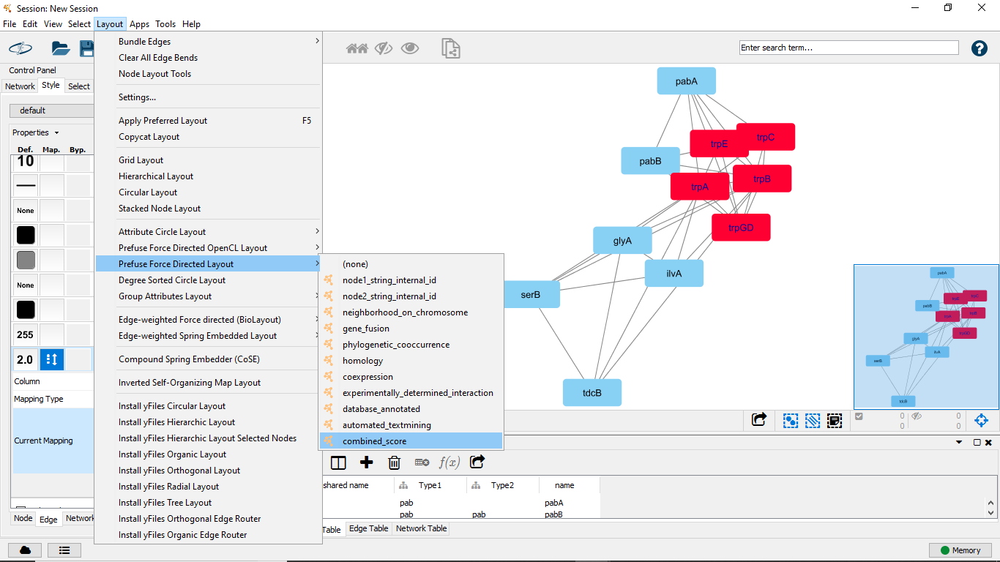 Session: New Session
File Edit View Select Layout Apps Tools Help
Enter search term...
?
Control Panel
Network Style Select
default
Properties
Def. Map. Byp.
10
None
None
255
2.0
Column
Mapping Type
Current Mapping
Node Edge Network
Bundle Edges
Clear All Edge Bends
Node Layout Tools
Settings...
Apply Preferred Layout F5
Copycat Layout
Grid Layout
Hierarchical Layout
Circular Layout
Stacked Node Layout
Attribute Circle Layout
Prefuse Force Directed OpenCL Layout
Prefuse Force Directed Layout
Degree Sorted Circle Layout
Group Attributes Layout
Edge-weighted Force directed (BioLayout)
Edge-weighted Spring Embedded Layout
Compound Spring Embedder (CoSE)
Inverted Self-Organizing Map Layout
Install yFiles Circular Layout
Install yFiles Hierarchic Layout
Install yFiles Hierarchic Layout Selected Nodes
Install yFiles Organic Layout
Install yFiles Orthogonal Layout
Install yFiles Radial Layout
Install yFiles Tree Layout
Install yFiles Orthogonal Edge Router
Install yFiles Organic Edge Router
(none)
node1_string_internal_id
node2_string_internal_id
neighborhood_on_chromosome
gene_fusion
phylogenetic_cooccurrence
homology
coexpression
experimentally_determined_interaction
database_annotated
automated_textmining
combined_score
pabA
trpC
trpE
pabB
trpB
trpA
trpGD
glyA
ilvA
serB
tdcB
pabA
trpE
trpC
pabB
trpB
trpA
trpGD
glyA
ilvA
serB
tdcB
0 0
0 0
f(x)
shared name Type1 Type2 name
pab pabA
pab pab pabB
Table Edge Table Network Table
Memory